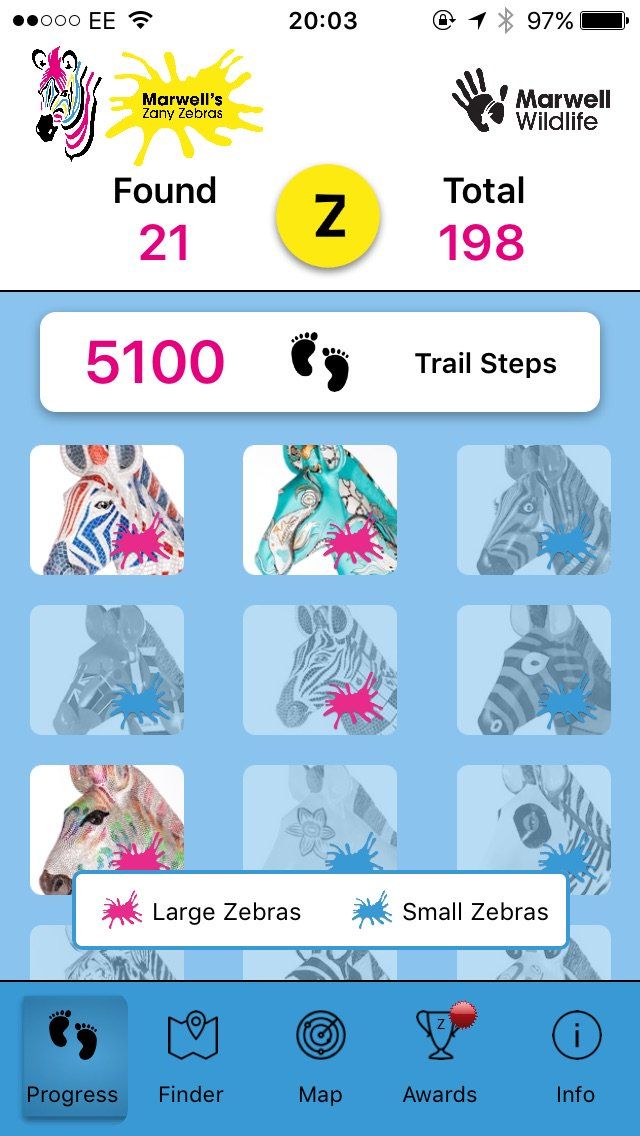 EE 20:03 97%
Marwell's
Zany Zebras
Marwell
Wildlife
Found Z Total
21 198
5100 Trail Steps
Large Zebras Small Zebras
Z
Progress Finder Map Awards Info